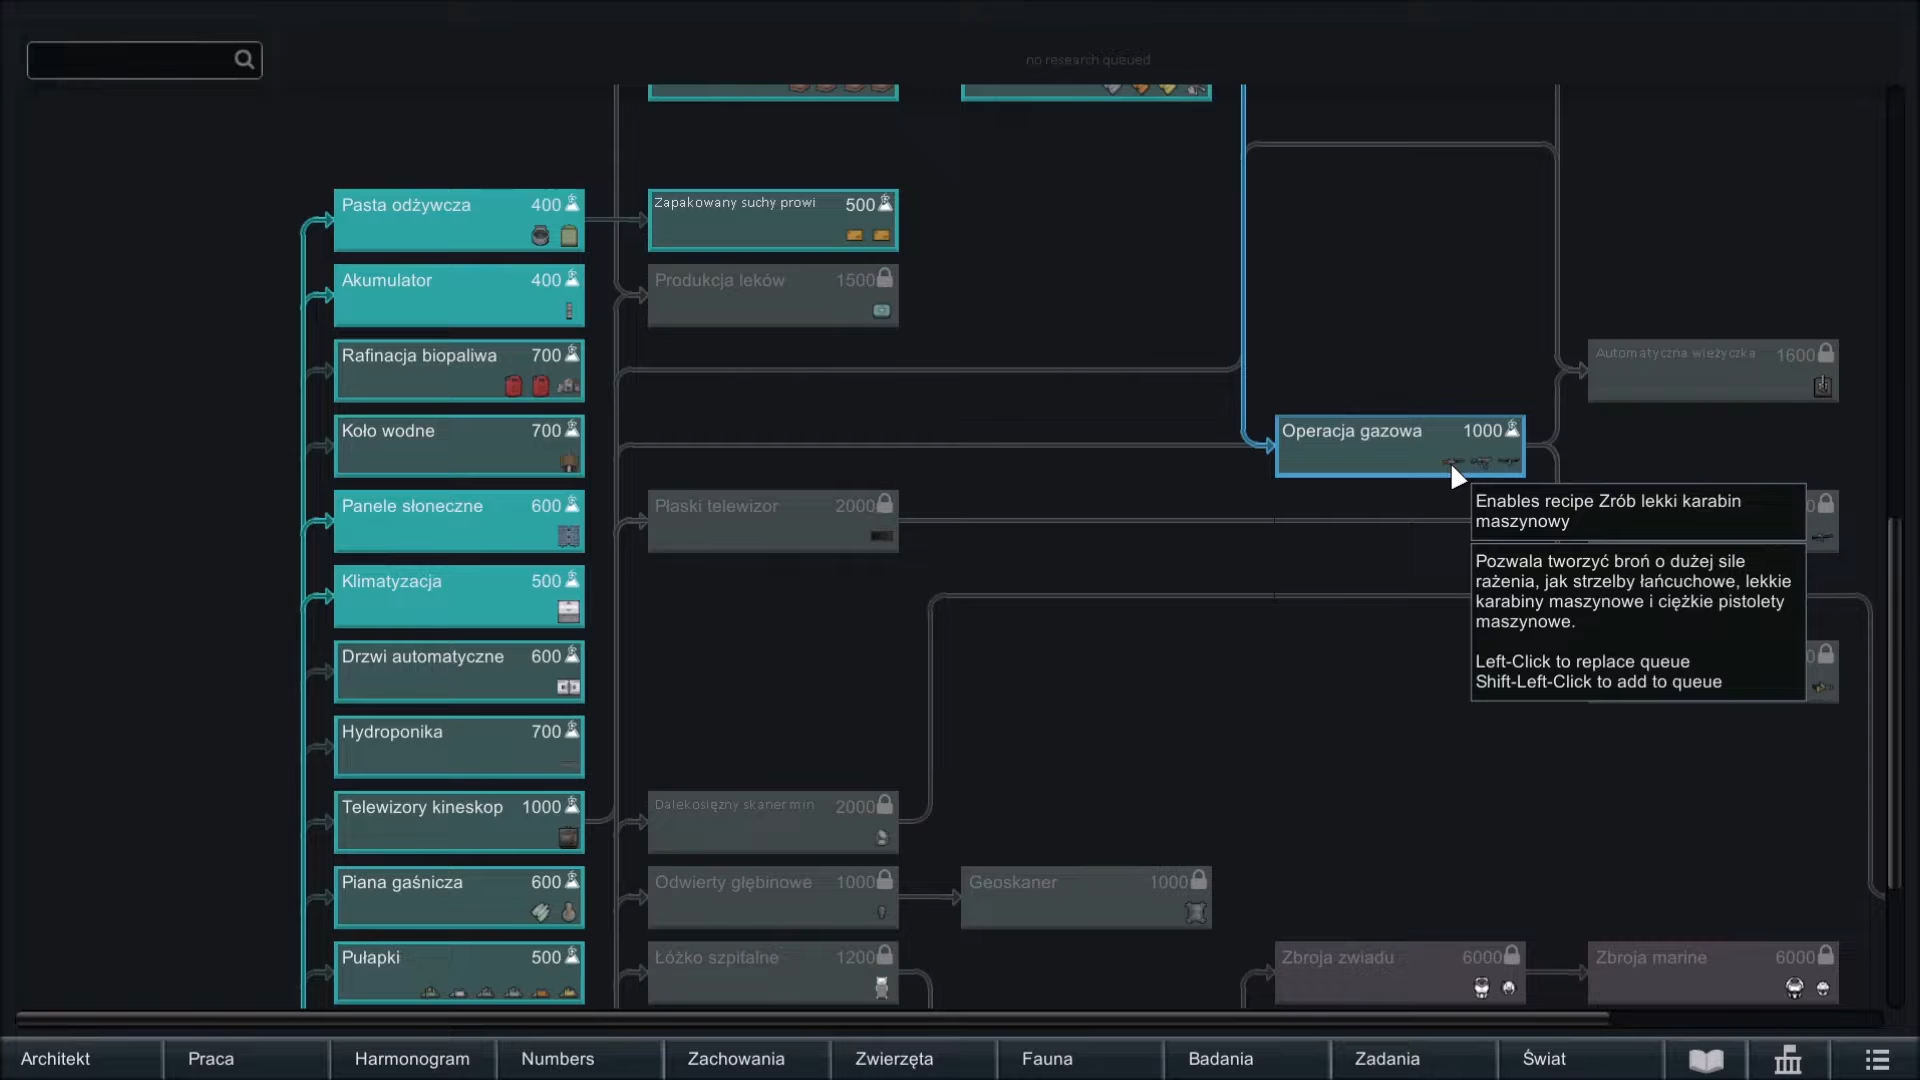 no research queued
Pasta odżywcza 400
Zapakowany suchy prowi 500
Akumulator 400
Produkcja leków 1500
Rafinacja biopaliwa 700
Automatyczna wieżyczka 1600
Koło wodne 700
Operacja gazowa 1000
Panele słoneczne 600
Płaski telewizor 2000
0
Enables recipe Zrób lekki karabin
maszynowy
Pozwala tworzyć broń o dużej sile
rażenia, jak strzelby łańcuchowe, lekkie
karabiny maszynowe i ciężkie pistolety
maszynowe.
Left-Click to replace queue
Shift-Left-Click to add to queue
Klimatyzacja 500
Drzwi automatyczne 600
0
Hydroponika 700
Telewizory kineskop 1000
Dalekosiężny skaner min 2000
Piana gaśnicza 600
Odwierty głębinowe 1000
Geoskaner 1000
Pułapki 500
Łóżko szpitalne 1200
Zbroja zwiadu 6000
Zbroja marine 6000
Architekt
Praca
Harmonogram
Numbers
Zachowania
Zwierzęta
Fauna
Badania
Zadania
Świat